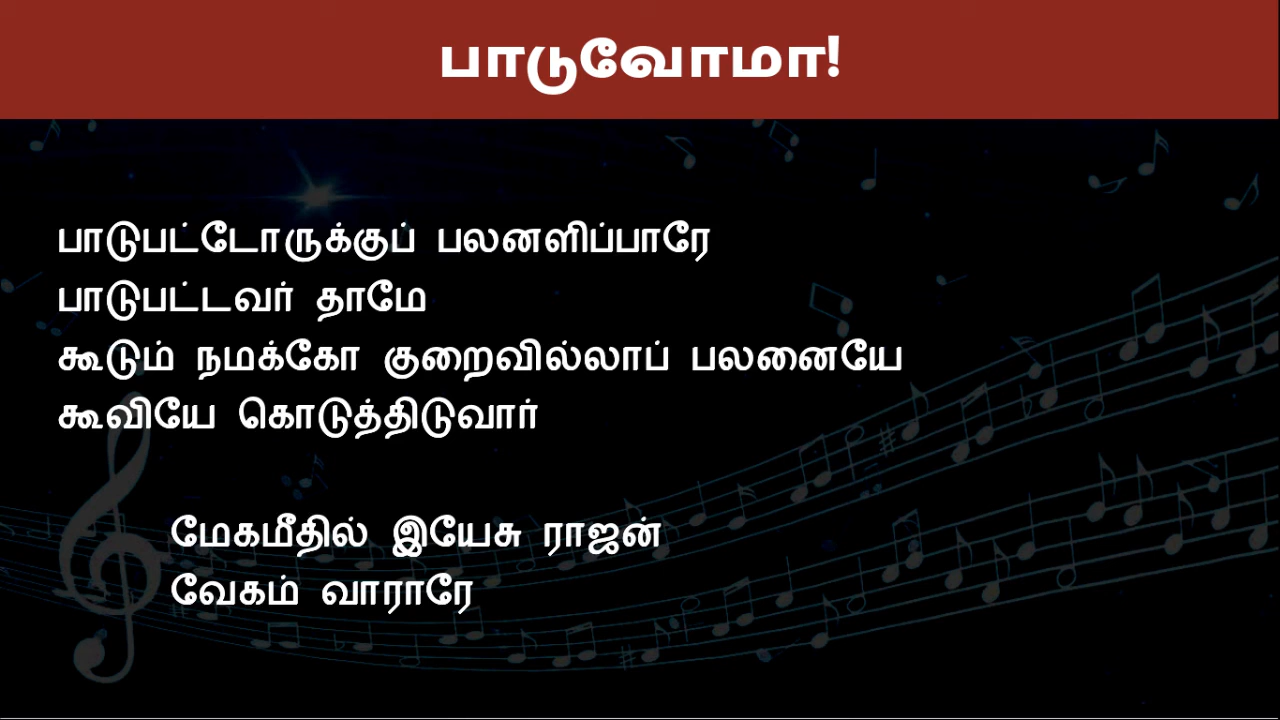 பாடுவோமா!
பாடுபட்டோருக்குப் பலனளிப்பாரே
பாடுபட்டவர் தாமே
கூடும் நமக்கோ குறைவில்லாப் பலனையே
கூவியே கொடுத்திடுவார்
மேகமீதில் இயேசு ராஜன்
வேகம் வாராரே